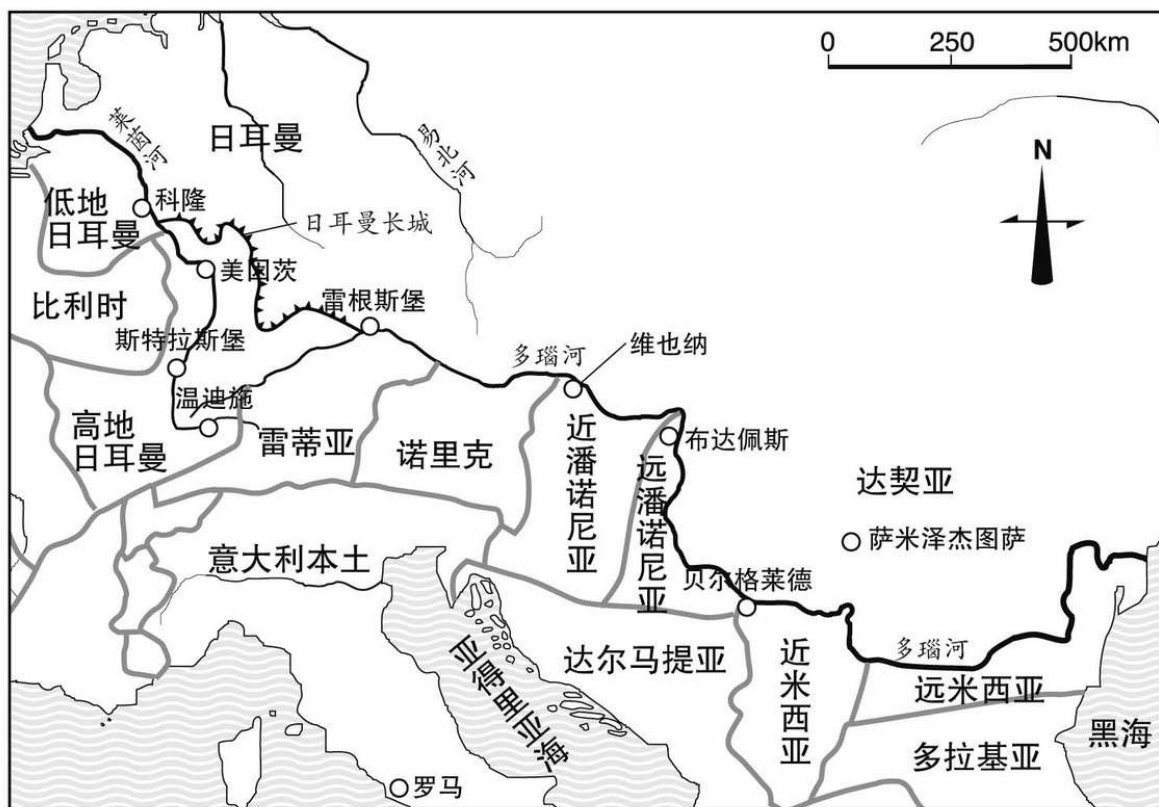 0 250 500km
N
莱茵河
日耳曼
易北河
低地
日耳曼
科隆
日耳曼长城
美因茨
比利时
雷根斯堡
斯特拉斯堡
多瑙河
维也纳
温迪施
高地
日耳曼
雷蒂亚
诺里克
近潘诺尼亚
远潘诺尼亚
布达佩斯
达契亚
萨米泽杰图萨
意大利本土
贝尔格莱德
亚得里亚海
达尔马提亚
近米西亚
多瑙河
远米西亚
多拉基亚
黑海
罗马